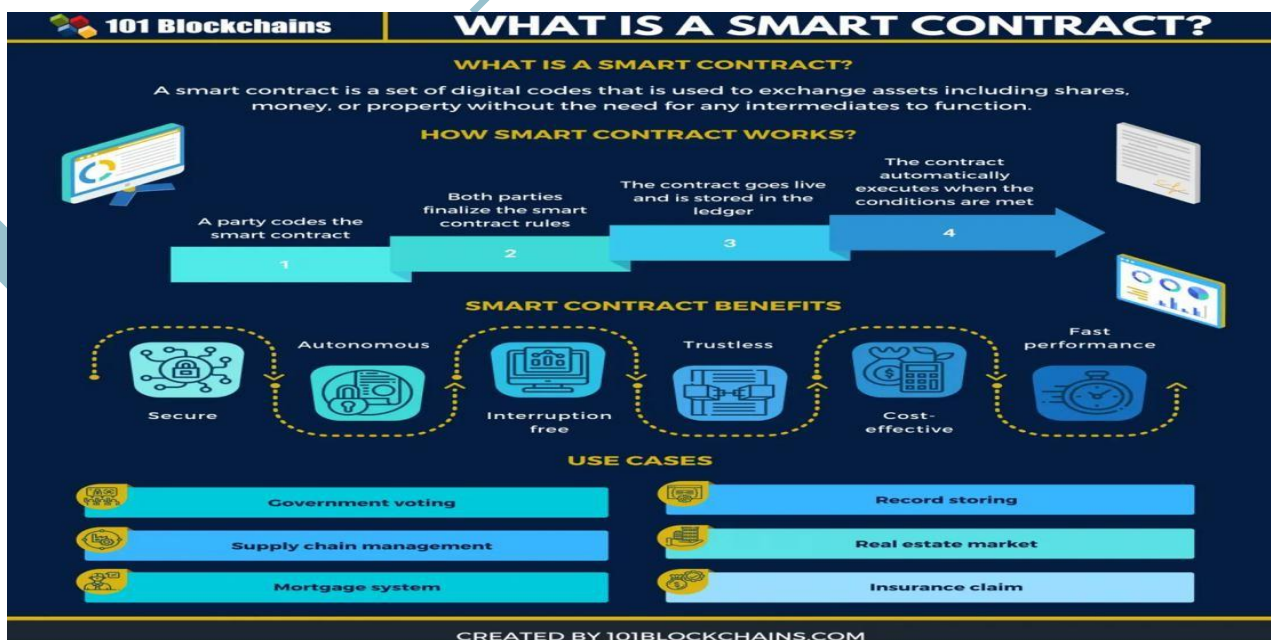 101 Blockchains
WHAT IS A SMART CONTRACT?
WHAT IS A SMART CONTRACT?
A smart contract is a set of digital codes that is used to exchange assets including shares,
money, or property without the need for any intermediates to function.
HOW SMART CONTRACT WORKS?
A party codes the
smart contract
1
Both parties
finalize the smart
contract rules
2
The contract goes live
and is stored in the
ledger
3
The contract
automatically
executes when the
conditions are met
4
SMART CONTRACT BENEFITS
Secure
Autonomous
Interruption
free
Trustless
Cost-
effective
Fast
performance
USE CASES
Government voting
Record storing
Supply chain management
Real estate market
Mortgage system
Insurance claim
CREATED BY 101BLOCKCHAINS.COM